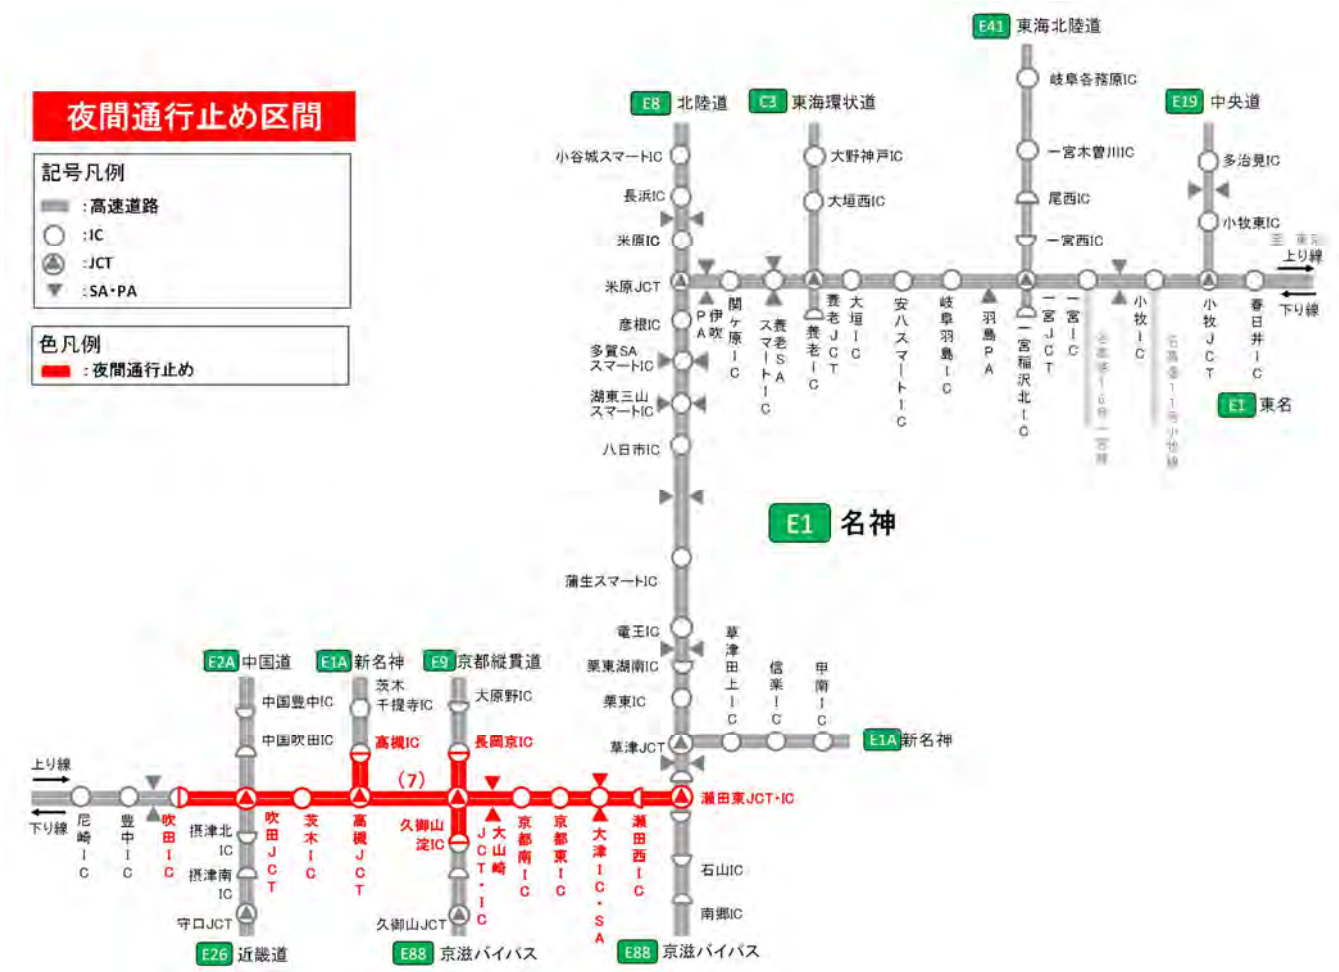 夜間通行止め区間
記号凡例
:高速道路
:IC
:JCT
:SA・PA
色凡例
:夜間通行止め
E41 東海北陸道
岐阜各務原IC
一宮木曽川IC
尾西IC
一宮西IC
E8 北陸道
小谷城スマートIC
長浜IC
米原IC
米原JCT
彦根IC
多賀SA
スマートIC
湖東三山
スマートIC
八日市IC
蒲生スマートIC
竜王IC
栗東湖南IC
栗東IC
草津JCT
C3 東海環状道
大野神戸IC
大垣西IC
E19 中央道
多治見IC
小牧東IC
上り線
下り線
伊吹
PA
関ヶ原IC
養老SA
スマートIC
養老IC
養老JCT
大垣IC
安八スマートIC
岐阜羽島IC
羽島PA
一宮稲沢北IC
一宮JCT
一宮IC
小牧IC
小牧JCT
春日井IC
E1 東名
E1 名神
草津田上IC
信楽IC
甲南IC
E1A 新名神
E2A 中国道
中国豊中IC
中国吹田IC
E1A 新名神
茨木
千提寺IC
高槻IC
E9 京都縦貫道
大原野IC
長岡京IC
(7)
上り線
下り線
尼崎IC
豊中IC
吹田IC
吹田JCT
茨木IC
高槻JCT
久御山
淀IC
大山崎
JCT・IC
京都南IC
京都東IC
大津IC・SA
瀬田西IC
瀬田東JCT・IC
摂津北
IC
摂津南
IC
守口JCT
E26 近畿道
久御山JCT
E88 京滋バイパス
石山IC
南郷IC
E88 京滋バイパス